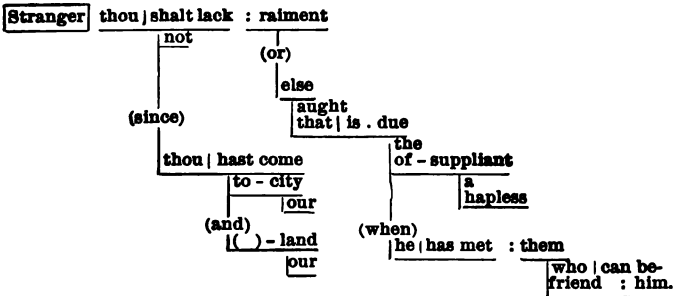 Stranger thou | shalt lack : raiment
not
(or)
else
aught
that | is . due
(since)
the
of - suppliant
thou | hast come
to - city
a
hapless
our
(and)
(when)
( ) - land
he | has met : them
our
who | can be-
friend : him.